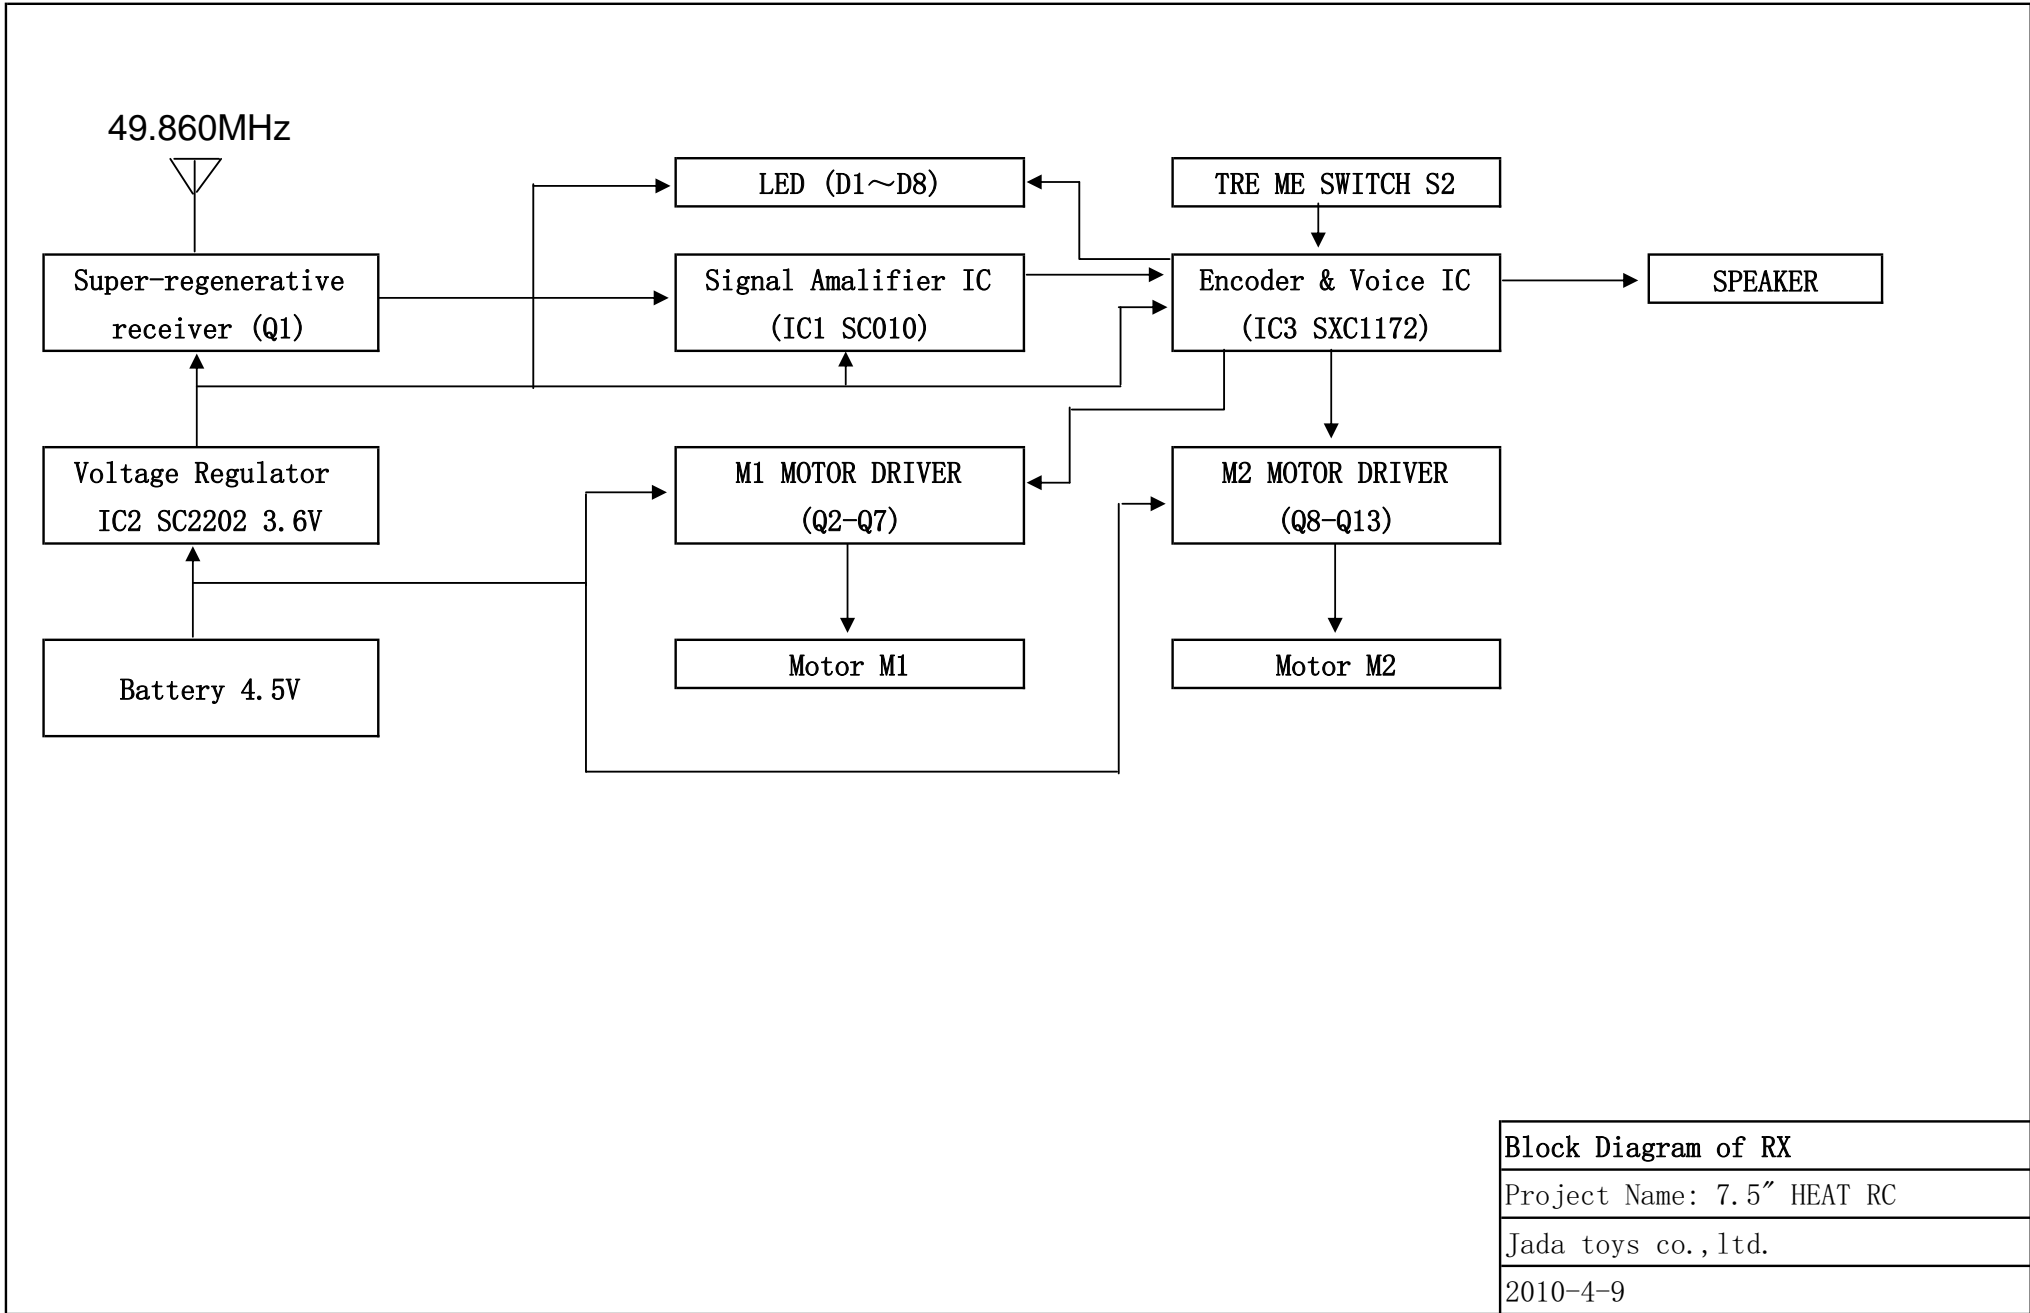 49.860MHz
LED (D1～D8)
TRE ME SWITCH S2
Super-regenerative
receiver (Q1)
Signal Amalifier IC
(IC1 SC010)
Encoder & Voice IC
(IC3 SXC1172)
SPEAKER
Voltage Regulator
IC2 SC2202 3.6V
M1 MOTOR DRIVER
(Q2-Q7)
M2 MOTOR DRIVER
(Q8-Q13)
Battery 4.5V
Motor M1
Motor M2
Block Diagram of RX
Project Name: 7.5″ HEAT RC
Jada toys co.,ltd.
2010-4-9